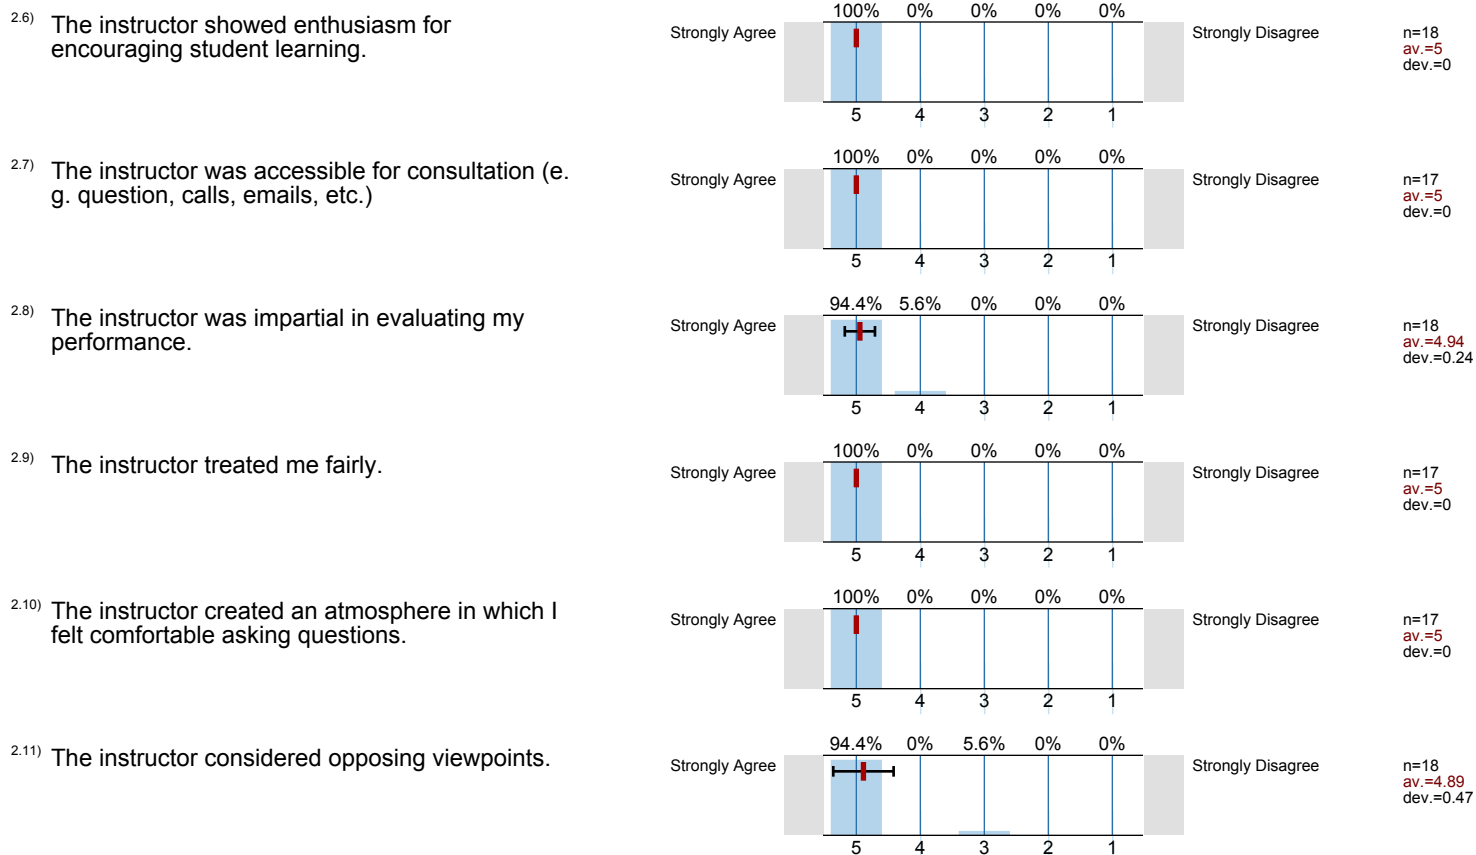 2.6) The instructor showed enthusiasm for
encouraging student learning.
100% 0% 0% 0%
Strongly Agree
Strongly Disagree
n=18
av.=5
dev.=0
5 4 3 2 1
2.7) The instructor was accessible for consultation (e.
g. question, calls, emails, etc.)
100% 0% 0% 0%
Strongly Agree
Strongly Disagree
n=17
av.=5
dev.=0
5 4 3 2 1
2.8) The instructor was impartial in evaluating my
performance.
94.4% 5.6% 0% 0% 0%
Strongly Agree
Strongly Disagree
n=18
av.=4.94
dev.=0.24
5 4 3 2 1
2.9) The instructor treated me fairly.
100% 0% 0% 0%
Strongly Agree
Strongly Disagree
n=17
av.=5
dev.=0
5 4 3 2 1
2.10) The instructor created an atmosphere in which I
felt comfortable asking questions.
100% 0% 0% 0%
Strongly Agree
Strongly Disagree
n=17
av.=5
dev.=0
5 4 3 2 1
2.11) The instructor considered opposing viewpoints.
94.4% 0% 5.6% 0% 0%
Strongly Agree
Strongly Disagree
n=18
av.=4.89
dev.=0.47
5 4 3 2 1